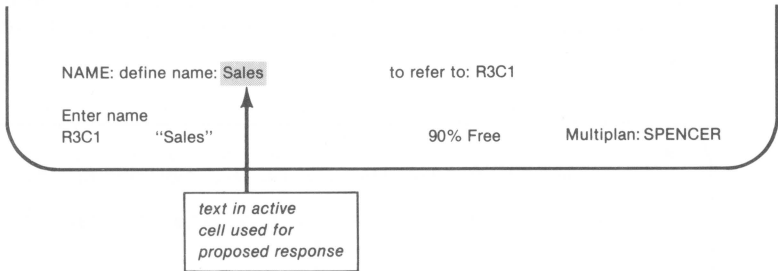 NAME: define name: Sales to refer to: R3C1
Enter name
R3C1 “Sales” 90% Free Multiplan: SPENCER
text in active
cell used for
proposed response